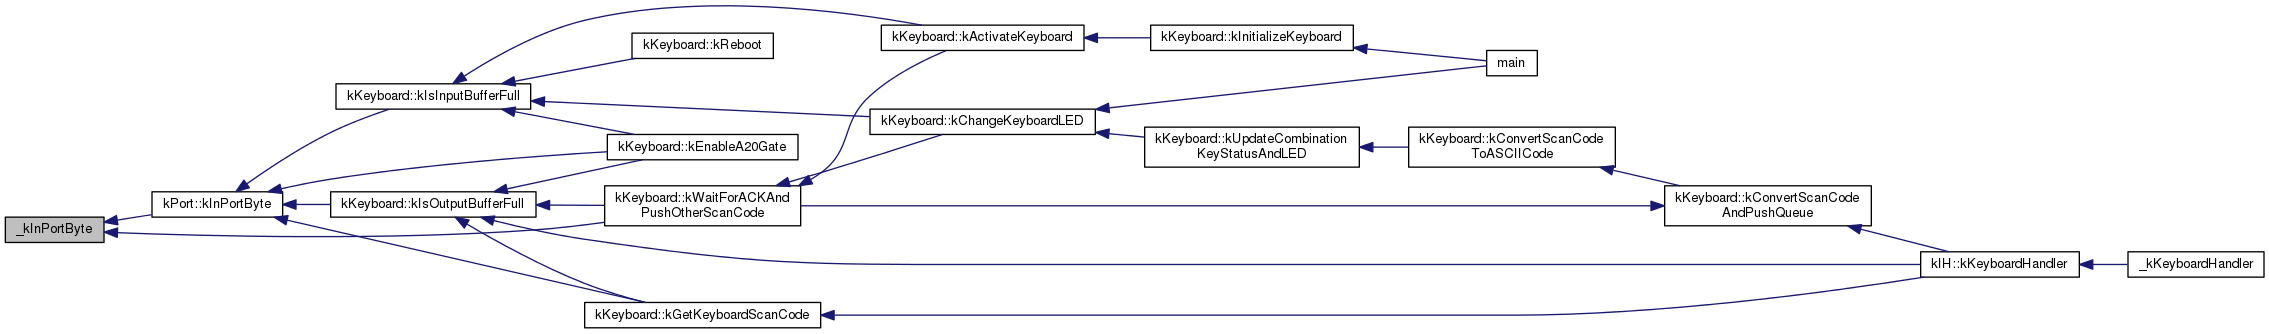 _kInPortByte
kPort::kInPortByte
kKeyboard::kIsInputBufferFull
kKeyboard::kIsOutputBufferFull
kKeyboard::kReboot
kKeyboard::kEnableA20Gate
kKeyboard::kWaitForACKAnd
PushOtherScanCode
kKeyboard::kGetKeyboardScanCode
kKeyboard::kActivateKeyboard
kKeyboard::kChangeKeyboardLED
kKeyboard::kInitializeKeyboard
kKeyboard::kUpdateCombination
KeyStatusAndLED
kKeyboard::kConvertScanCode
ToASCIICode
main
kKeyboard::kConvertScanCode
AndPushQueue
kIH::kKeyboardHandler
_kKeyboardHandler